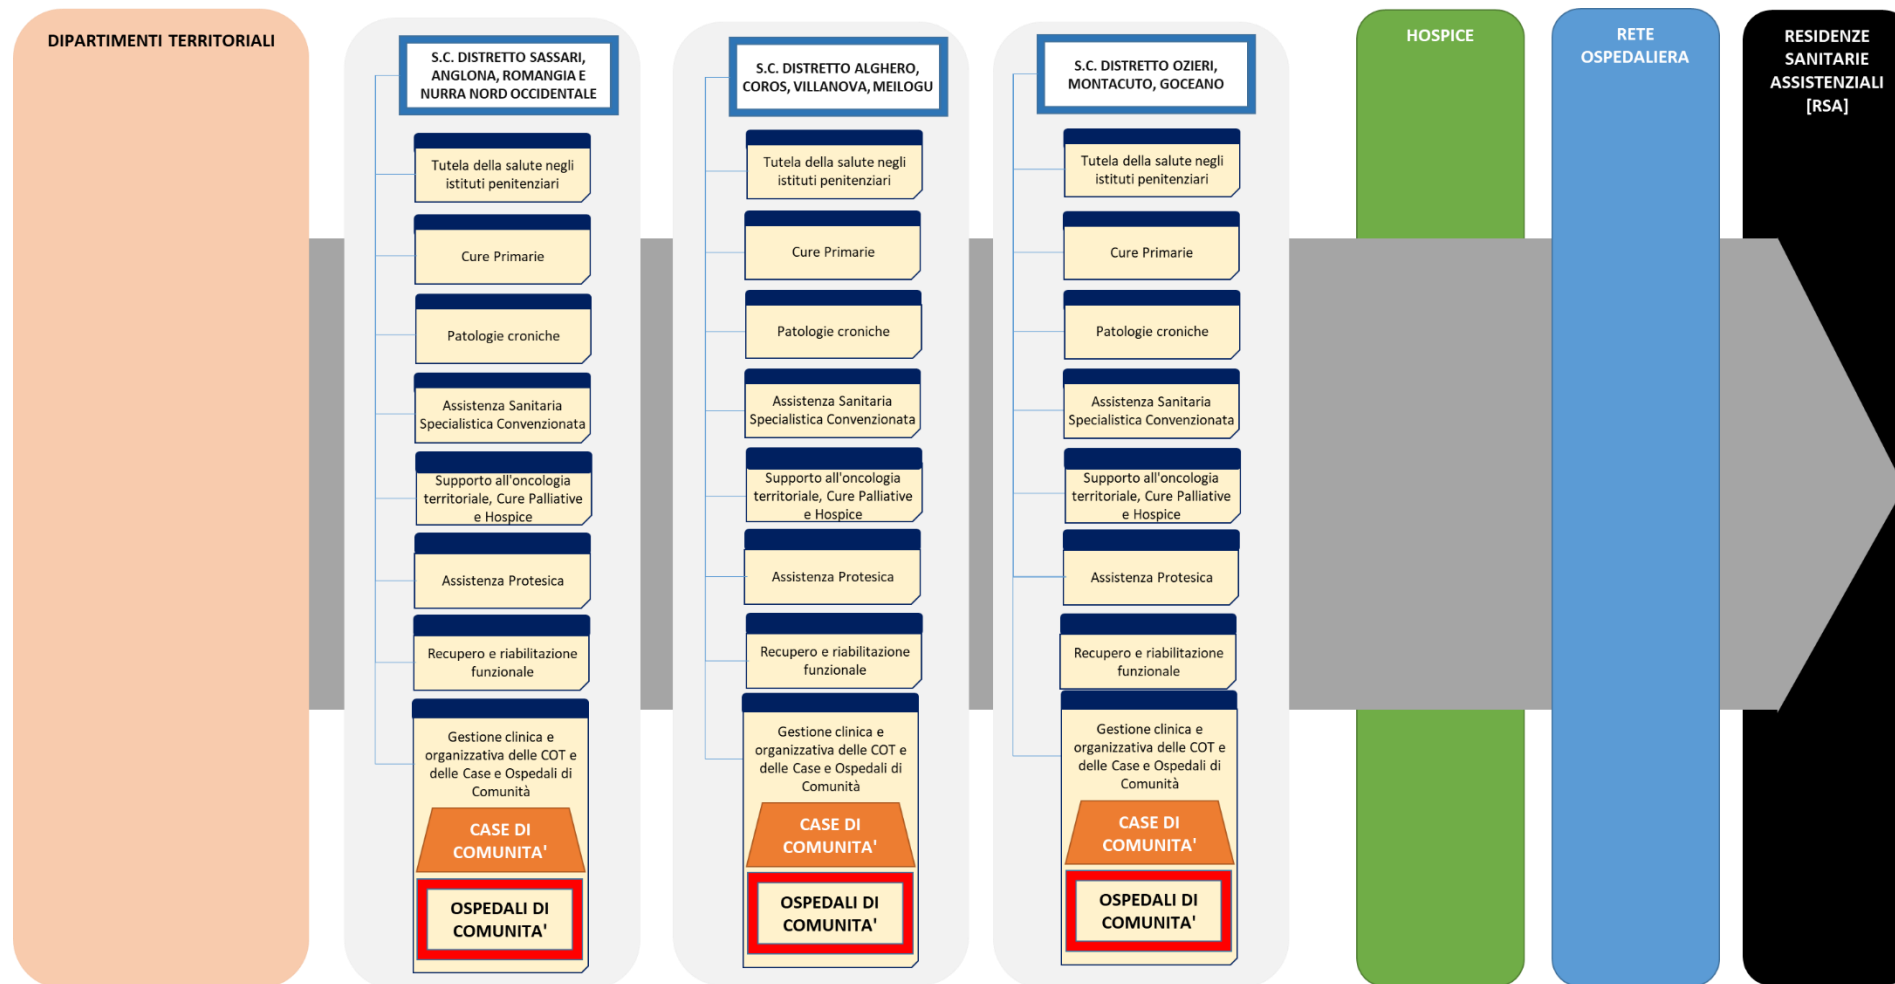 DIPARTIMENTI TERRITORIALI
S.C. DISTRETTO SASSARI,
ANGLONA, ROMANGIA E
NURRA NORD OCCIDENTALE
Tutela della salute negli
istituti penitenziari
Cure Primarie
Patologie croniche
Assistenza Sanitaria
Specialistica Convenzionata
Supporto all'oncologia
territoriale, Cure Palliative
e Hospice
Assistenza Protesica
Recupero e riabilitazione
funzionale
Gestione clinica e
organizzativa delle COT e
delle Case e Ospedali di
Comunità
CASE DI
COMUNITA'
OSPEDALI DI
COMUNITA'
S.C. DISTRETTO ALGHERO,
COROS, VILLANOVA, MEILOGU
Tutela della salute negli
istituti penitenziari
Cure Primarie
Patologie croniche
Assistenza Sanitaria
Specialistica Convenzionata
Supporto all'oncologia
territoriale, Cure Palliative
e Hospice
Assistenza Protesica
Recupero e riabilitazione
funzionale
Gestione clinica e
organizzativa delle COT e
delle Case e Ospedali di
Comunità
CASE DI
COMUNITA'
OSPEDALI DI
COMUNITA'
S.C. DISTRETTO OZIERI,
MONTACUTO, GOCEANO
Tutela della salute negli
istituti penitenziari
Cure Primarie
Patologie croniche
Assistenza Sanitaria
Specialistica Convenzionata
Supporto all'oncologia
territoriale, Cure Palliative
e Hospice
Assistenza Protesica
Recupero e riabilitazione
funzionale
Gestione clinica e
organizzativa delle COT e
delle Case e Ospedali di
Comunità
CASE DI
COMUNITA'
OSPEDALI DI
COMUNITA'
HOSPICE
RETE
OSPEDALIERA
RESIDENZE
SANITARIE
ASSISTENZIALI
[RSA]